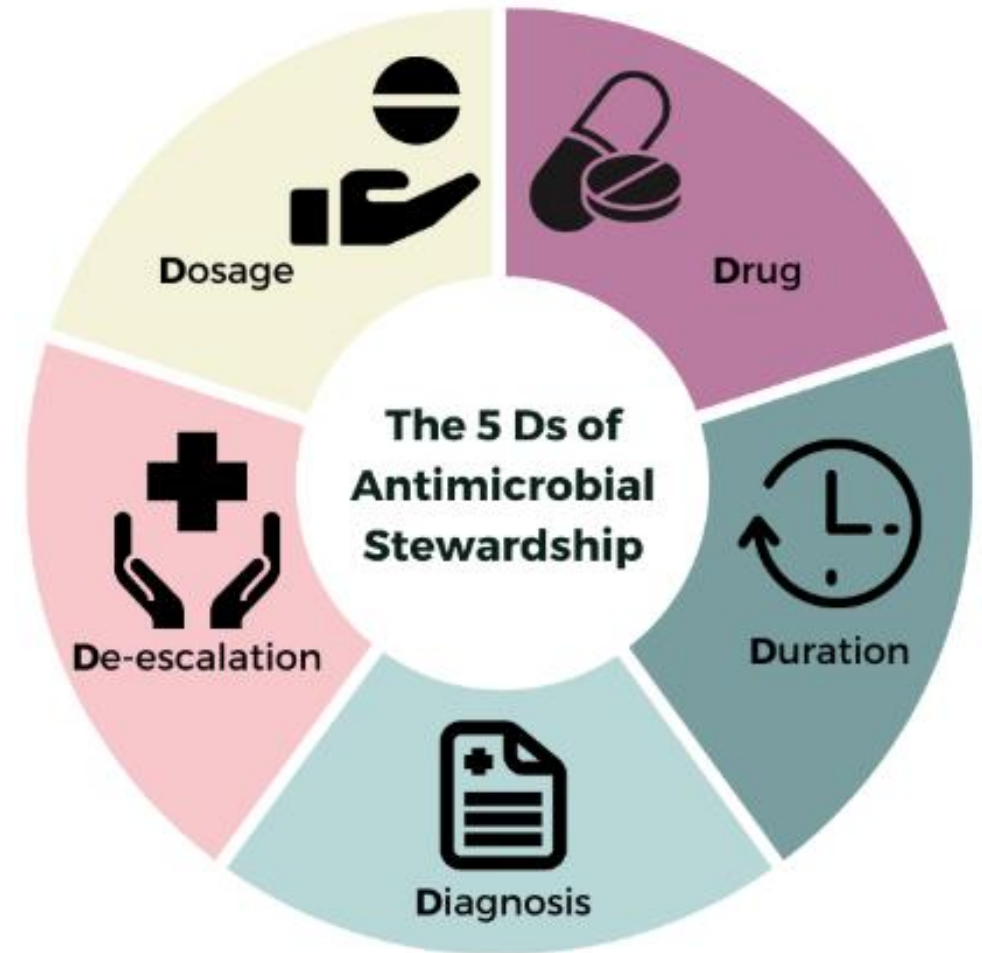 Dosage
Drug
The 5 Ds of
Antimicrobial
Stewardship
De-escalation
Duration
Diagnosis